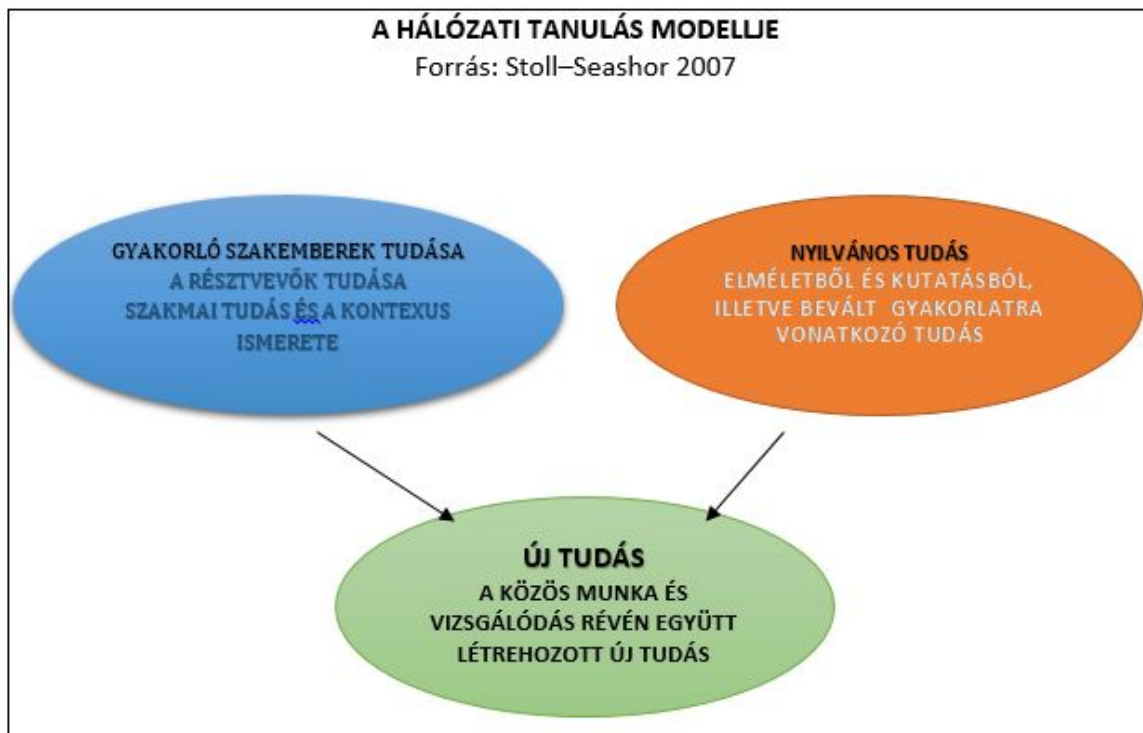 A HÁLÓZATI TANULÁS MODELLJE
Forrás: Stoll–Seashor 2007
GYAKORLÓ SZAKEMBEREK TUDÁSA
A RÉSZTVEVŐK TUDÁSA
SZAKMAI TUDÁS ÉS A KONTEXUS
ISMERETE
NYILVÁNOS TUDÁS
ELMÉLETBŐL ÉS KUTATÁSBÓL,
ILLETVE BEVÁLT GYAKORLATRA
VONATKOZÓ TUDÁS
ÚJ TUDÁS
A KÖZÖS MUNKA ÉS
VIZSGÁLÓDÁS RÉVÉN EGYÜTT
LÉTREHOZOTT ÚJ TUDÁS